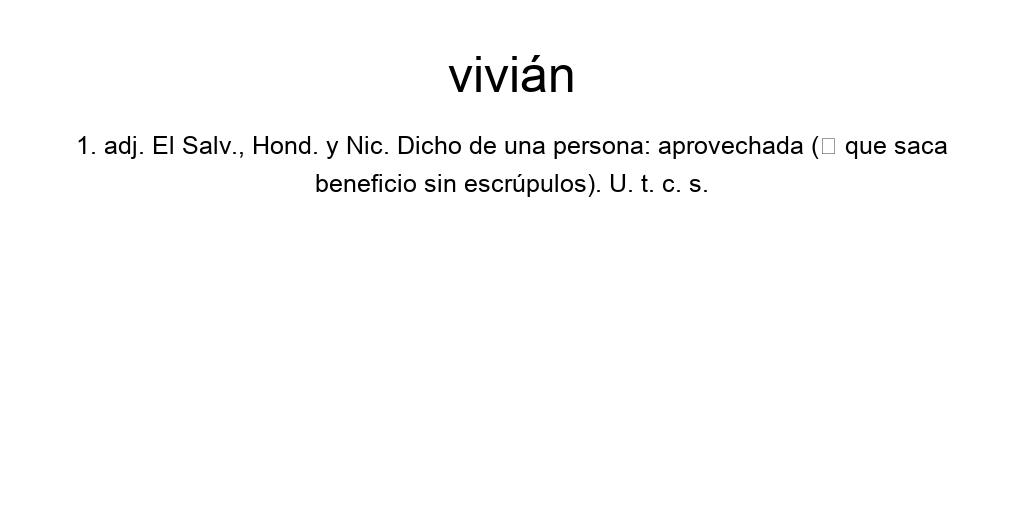 vivián
1. adj. El Salv., Hond. y Nic. Dicho de una persona: aprovechada (▯ que saca
beneficio sin escrúpulos). U. t. c. s.